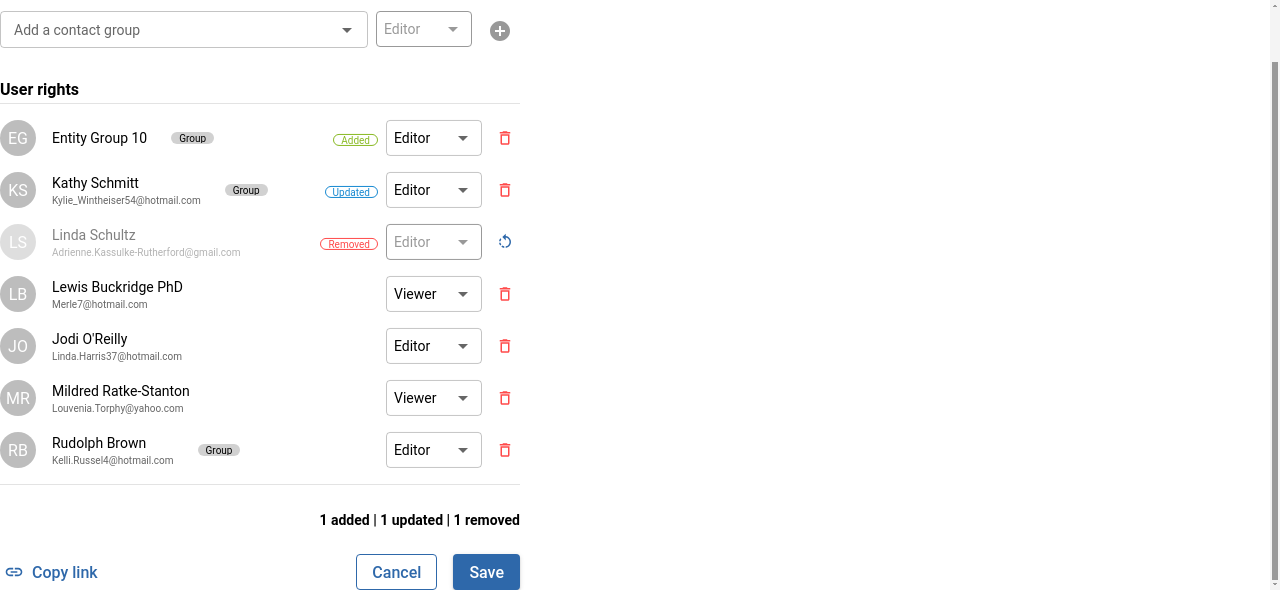 Add a contact group
Editor
User rights
EG Entity Group 10 Group Added Editor
KS Kathy Schmitt Group Updated Editor
Kylie_Wintheiser54@hotmail.com
LS Linda Schultz Removed Editor
Adrienne.Kassulke-Rutherford@gmail.com
LB Lewis Buckridge PhD Viewer
Merle7@hotmail.com
JO Jodi O'Reilly Editor
Linda.Harris37@hotmail.com
MR Mildred Ratke-Stanton Viewer
Louvenia.Torphy@yahoo.com
RB Rudolph Brown Group Editor
Kelli.Russel4@hotmail.com
1 added | 1 updated | 1 removed
Copy link Cancel Save